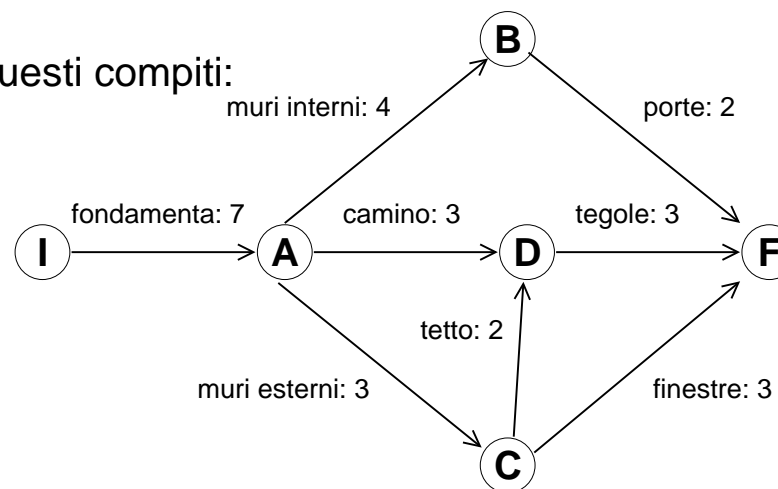 uesti compiti:
B
muri interni: 4
porte: 2
fondamenta: 7
camino: 3
tegole: 3
I
A
D
F
tetto: 2
muri esterni: 3
finestre: 3
C